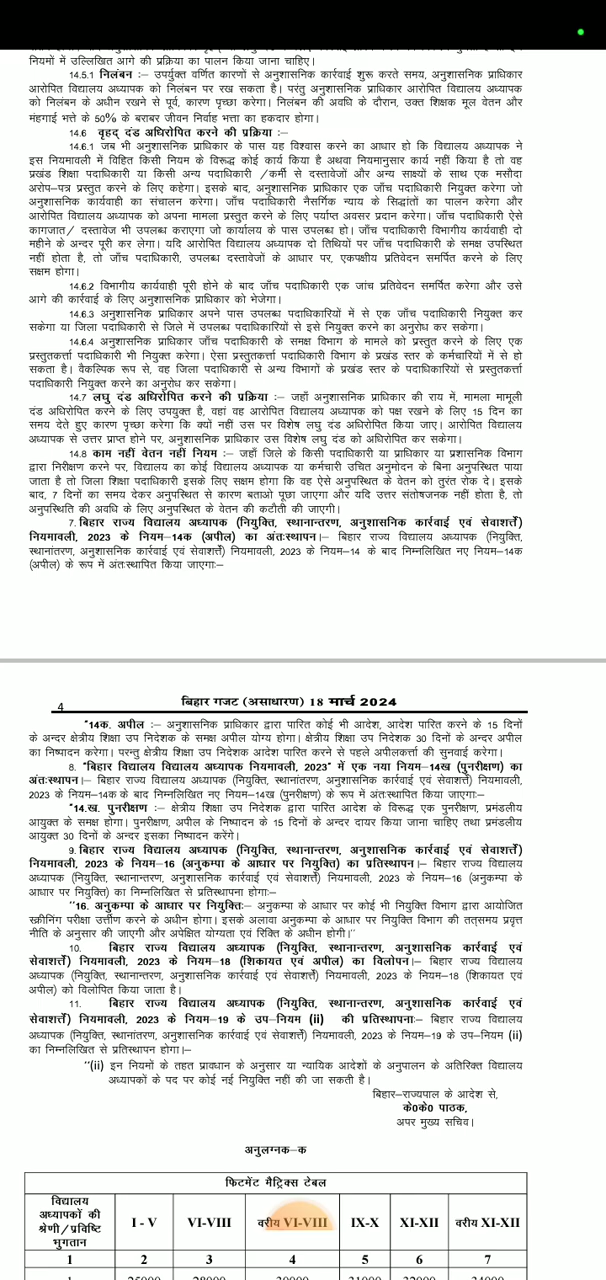 नियमों में उल्लिखित आगे की प्रक्रिया का पालन किया जाना चाहिए।
14.5.1 निलंबन :– उपर्युक्त वर्णित कारणों से अनुशासनिक कार्रवाई शुरू करते समय, अनुशासनिक प्राधिकार
आरोपित विद्यालय अध्यापक को निलंबन पर रख सकता है। परंतु अनुशासनिक प्राधिकार आरोपित विद्यालय अध्यापक
को निलंबन के अधीन रखने से पूर्व, कारण पृच्छा करेगा। निलंबन की अवधि के दौरान, उक्त शिक्षक मूल वेतन और
मंहगाई भत्ते के 50% के बराबर जीवन निर्वाह भत्ता का हकदार होगा।
14.6 वृहद् दंड अधिरोपित करने की प्रक्रिया :–
14.6.1 जब भी अनुशासनिक प्राधिकार के पास यह विश्वास करने का आधार हो कि विद्यालय अध्यापक ने
इस नियमावली में विहित किसी नियम के विरूद्ध कोई कार्य किया है अथवा नियमानुसार कार्य नहीं किया है तो वह
प्रखंड शिक्षा पदाधिकारी या किसी अन्य पदाधिकारी /कर्मी से दस्तावेजों और अन्य साक्ष्यों के साथ एक मसौदा
अरोप–पत्र प्रस्तुत करने के लिए कहेगा। इसके बाद, अनुशासनिक प्राधिकार एक जाँच पदाधिकारी नियुक्त करेगा जो
अनुशासनिक कार्यवाही का संचालन करेगा। जाँच पदाधिकारी नैसर्गिक न्याय के सिद्धांतों का पालन करेगा और
आरोपित विद्यालय अध्यापक को अपना मामला प्रस्तुत करने के लिए पर्याप्त अवसर प्रदान करेगा। जाँच पदाधिकारी ऐसे
कागजात/ दस्तावेज भी उपलब्ध कराएगा जो कार्यालय के पास उपलब्ध हो। जाँच पदाधिकारी विभागीय कार्यवाही दो
महीने के अन्दर पूरी कर लेगा। यदि आरोपित विद्यालय अध्यापक दो तिथियों पर जाँच पदाधिकारी के समक्ष उपस्थित
नहीं होता है, तो जाँच पदाधिकारी, उपलब्ध दस्तावेजों के आधार पर, एकपक्षीय प्रतिवेदन समर्पित करने के लिए
सक्षम होगा।
14.6.2 विभागीय कार्यवाही पूरी होने के बाद जाँच पदाधिकारी एक जांच प्रतिवेदन समर्पित करेगा और उसे
आगे की कार्रवाई के लिए अनुशासनिक प्राधिकार को भेजेगा।
14.6.3 अनुशासनिक प्राधिकार अपने पास उपलब्ध पदाधिकारियों में से एक जाँच पदाधिकारी नियुक्त कर
सकेगा या जिला पदाधिकारी से जिले में उपलब्ध पदाधिकारियों से इसे नियुक्त करने का अनुरोध कर सकेगा।
14.6.4 अनुशासनिक प्राधिकार जाँच पदाधिकारी के समक्ष विभाग के मामले को प्रस्तुत करने के लिए एक
प्रस्तुतकर्त्ता पदाधिकारी भी नियुक्त करेगा। ऐसा प्रस्तुतकर्त्ता पदाधिकारी विभाग के प्रखंड स्तर के कर्मचारियों में से हो
सकता है। वैकल्पिक रूप से, वह जिला पदाधिकारी से अन्य विभागों के प्रखंड स्तर के पदाधिकारियों से प्रस्तुतकर्त्ता
पदाधिकारी नियुक्त करने का अनुरोध कर सकेगा।
14.7 लघु दंड अधिरोपित करने की प्रक्रिया :– जहाँ अनुशासनिक प्राधिकार की राय में, मामला मामूली
दंड अधिरोपित करने के लिए उपयुक्त है, वहां वह आरोपित विद्यालय अध्यापक को पक्ष रखने के लिए 15 दिन का
समय देते हुए कारण पृच्छा करेगा कि क्यों नहीं उस पर विशेष लघु दंड अधिरोपित किया जाए। आरोपित विद्यालय
अध्यापक से उत्तर प्राप्त होने पर, अनुशासनिक प्राधिकार उस विशेष लघु दंड को अधिरोपित कर सकेगा।
14.8 काम नहीं वेतन नहीं नियम :– जहाँ जिले के किसी पदाधिकारी या प्राधिकार या प्रशासनिक विभाग
द्वारा निरीक्षण करने पर, विद्यालय का कोई विद्यालय अध्यापक या कर्मचारी उचित अनुमोदन के बिना अनुपस्थित पाया
जाता है तो जिला शिक्षा पदाधिकारी इसके लिए सक्षम होगा कि वह ऐसे अनुपस्थित के वेतन को तुरंत रोक दे। इसके
बाद, 7 दिनों का समय देकर अनुपस्थित से कारण बताओ पूछा जाएगा और यदि उत्तर संतोषजनक नहीं होता है, तो
अनुपस्थिति की अवधि के लिए अनुपस्थित के वेतन की कटौती की जाएगी।
7. बिहार राज्य विद्यालय अध्यापक (नियुक्ति, स्थानान्तरण, अनुशासनिक कार्रवाई एवं सेवाशर्त्तें)
नियमावली, 2023 के नियम–14क (अपील) का अंतःस्थापन।– बिहार राज्य विद्यालय अध्यापक (नियुक्ति,
स्थानांतरण, अनुशासनिक कार्रवाई एवं सेवाशर्त्तें) नियमावली, 2023 के नियम–14 के बाद निम्नलिखित नए नियम–14क
(अपील) के रूप में अंतःस्थापित किया जाएगाः–
4 बिहार गजट (असाधारण) 18 मार्च 2024
"14क. अपील :– अनुशासनिक प्राधिकार द्वारा पारित कोई भी आदेश, आदेश पारित करने के 15 दिनों
के अन्दर क्षेत्रीय शिक्षा उप निदेशक के समक्ष अपील योग्य होगा। क्षेत्रीय शिक्षा उप निदेशक 30 दिनों के अन्दर अपील
का निष्पादन करेगा। परन्तु क्षेत्रीय शिक्षा उप निदेशक आदेश पारित करने से पहले अपीलकर्त्ता की सुनवाई करेगा।
8. "बिहार विद्यालय विद्यालय अध्यापक नियमावली, 2023" में एक नया नियम–14ख (पुनरीक्षण) का
अंतःस्थापन।– बिहार राज्य विद्यालय अध्यापक (नियुक्ति, स्थानांतरण, अनुशासनिक कार्रवाई एवं सेवाशर्त्तें) नियमावली,
2023 के नियम–14क के बाद निम्नलिखित नए नियम–14ख (पुनरीक्षण) के रूप में अंतःस्थापित किया जाएगाः–
"14.ख. पुनरीक्षण :– क्षेत्रीय शिक्षा उप निदेशक द्वारा पारित आदेश के विरूद्ध एक पुनरीक्षण, प्रमंडलीय
आयुक्त के समक्ष होगा। पुनरीक्षण, अपील के निष्पादन के 15 दिनों के अन्दर दायर किया जाना चाहिए तथा प्रमंडलीय
आयुक्त 30 दिनों के अन्दर इसका निष्पादन करेंगे।
9. बिहार राज्य विद्यालय अध्यापक (नियुक्ति, स्थानान्तरण, अनुशासनिक कार्रवाई एवं सेवाशर्त्तें)
नियमावली, 2023 के नियम–16 (अनुकम्पा के आधार पर नियुक्ति) का प्रतिस्थापन।– बिहार राज्य विद्यालय
अध्यापक (नियुक्ति, स्थानान्तरण, अनुशासनिक कार्रवाई एवं सेवाशर्त्तें) नियमावली, 2023 के नियम–16 (अनुकम्पा के
आधार पर नियुक्ति) का निम्नलिखित से प्रतिस्थापना होगाः–
"16. अनुकम्पा के आधार पर नियुक्तिः– अनुकम्पा के आधार पर कोई भी नियुक्ति विभाग द्वारा आयोजित
स्क्रीनिंग परीक्षा उत्तीर्ण करने के अधीन होगा। इसके अलावा अनुकम्पा के आधार पर नियुक्ति विभाग की तत्समय प्रवृत्त
नीति के अनुसार की जाएगी और अपेक्षित योग्यता एवं रिक्ति के अधीन होगी।"
10. बिहार राज्य विद्यालय अध्यापक (नियुक्ति, स्थानान्तरण, अनुशासनिक कार्रवाई एवं
सेवाशर्त्तें) नियमावली, 2023 के नियम–18 (शिकायत एवं अपील) का विलोपन।– बिहार राज्य विद्यालय
अध्यापक (नियुक्ति, स्थानान्तरण, अनुशासनिक कार्रवाई एवं सेवाशर्त्तें) नियमावली, 2023 के नियम–18 (शिकायत एवं
अपील) को विलोपित किया जाता है।
11. बिहार राज्य विद्यालय अध्यापक (नियुक्ति, स्थानान्तरण, अनुशासनिक कार्रवाई एवं
सेवाशर्त्तें) नियमावली, 2023 के नियम–19 के उप–नियम (ii) की प्रतिस्थापनाः– बिहार राज्य विद्यालय
अध्यापक (नियुक्ति, स्थानांतरण, अनुशासनिक कार्रवाई एवं सेवाशर्त्तें) नियमावली, 2023 के नियम–19 के उप–नियम (ii)
का निम्नलिखित से प्रतिस्थापन होगा।–
"(ii) इन नियमों के तहत प्रावधान के अनुसार या न्यायिक आदेशों के अनुपालन के अतिरिक्त विद्यालय
अध्यापकों के पद पर कोई नई नियुक्ति नहीं की जा सकती है।
बिहार–राज्यपाल के आदेश से,
के0के0 पाठक,
अपर मुख्य सचिव।
अनुलग्नक–क
फिटमेंट मैट्रिक्स टेबल
विद्यालय अध्यापकों की श्रेणी/प्रविष्टि भुगतान I - V VI-VIII वरीय VI-VIII IX-X XI-XII वरीय XI-XII
1 2 3 4 5 6 7